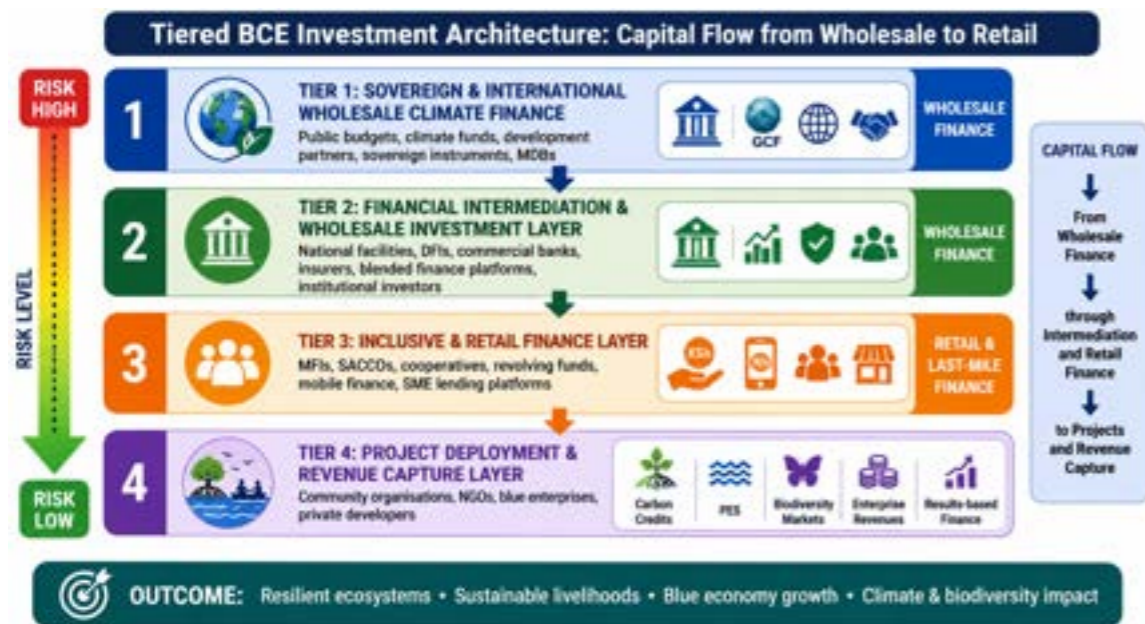 Tiered BCE Investment Architecture: Capital Flow from Wholesale to Retail
RISK
HIGH
RISK LEVEL
RISK
LOW
1
TIER 1: SOVEREIGN & INTERNATIONAL
WHOLESALE CLIMATE FINANCE
Public budgets, climate funds, development
partners, sovereign instruments, MDBs
GCF
WHOLESALE
FINANCE
2
TIER 2: FINANCIAL INTERMEDIATION &
WHOLESALE INVESTMENT LAYER
National facilities, DFIs, commercial banks,
insurers, blended finance platforms,
institutional investors
WHOLESALE
FINANCE
3
TIER 3: INCLUSIVE & RETAIL FINANCE LAYER
MFIs, SACCOs, cooperatives, revolving funds,
mobile finance, SME lending platforms
KSh
RETAIL &
LAST-MILE
FINANCE
4
TIER 4: PROJECT DEPLOYMENT &
REVENUE CAPTURE LAYER
Community organisations, NGOs, blue enterprises,
private developers
Carbon
Credits
PES
Biodiversity
Markets
Enterprise
Revenues
Results-based
Finance
CAPITAL FLOW
From
Wholesale
Finance
through
Intermediation
and Retail
Finance
to Projects
and Revenue
Capture
OUTCOME: Resilient ecosystems • Sustainable livelihoods • Blue economy growth • Climate & biodiversity impact